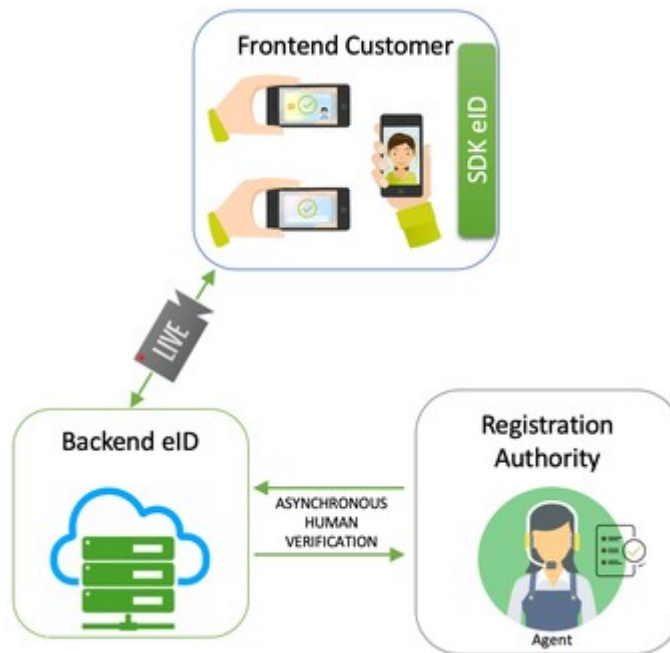 Frontend Customer
SDK eID
LIVE
Backend eID
ASYNCHRONOUS
HUMAN
VERIFICATION
Registration
Authority
Agent